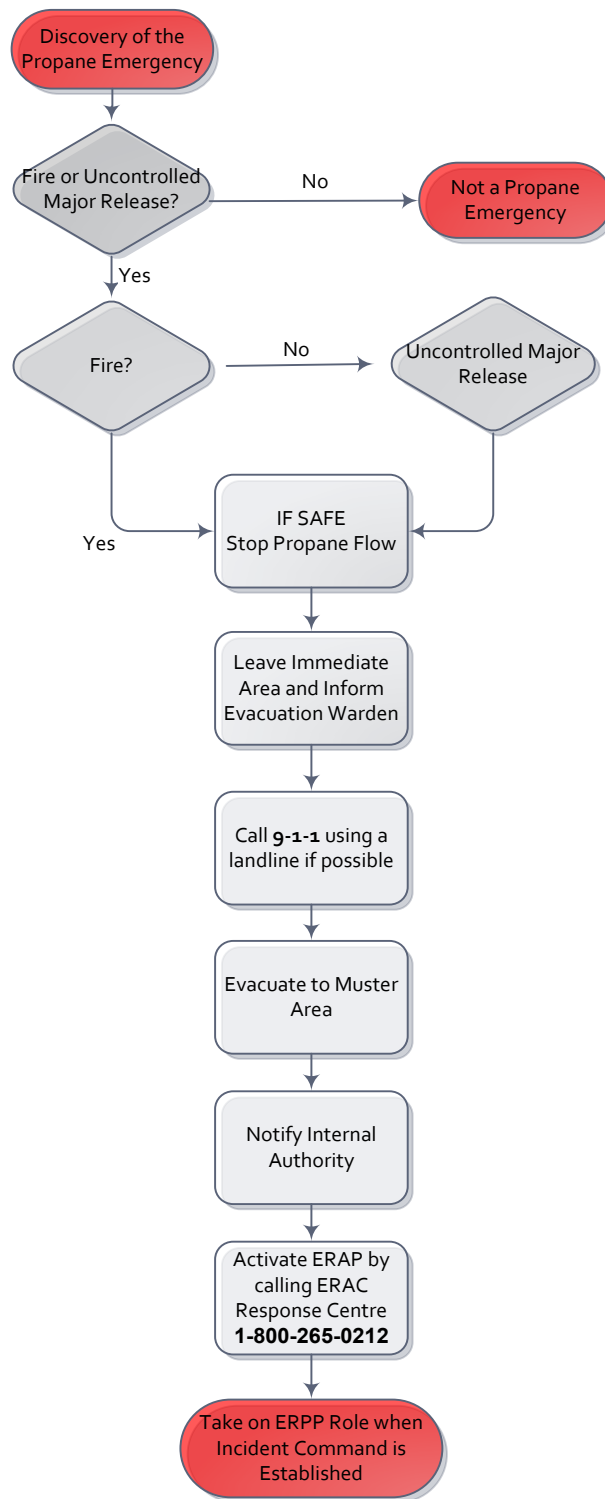 Discovery of the
Propane Emergency
Fire or Uncontrolled
Major Release?
No
Not a Propane
Emergency
Yes
Fire?
No
Uncontrolled Major
Release
Yes
IF SAFE
Stop Propane Flow
Leave Immediate
Area and Inform
Evacuation Warden
Call 9-1-1 using a
landline if possible
Evacuate to Muster
Area
Notify Internal
Authority
Activate ERAP by
calling ERAC
Response Centre
1-800-265-0212
Take on ERPP Role when
Incident Command is
Established